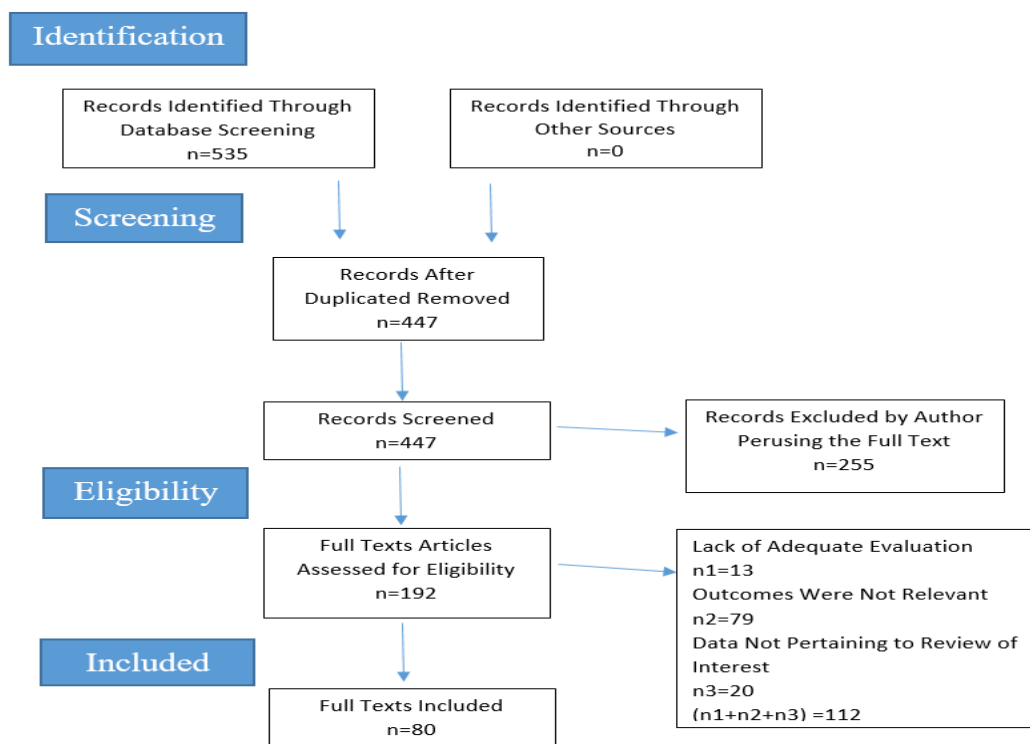 Identification
Records Identified Through
Database Screening
n=535
Records Identified Through
Other Sources
n=0
Screening
Records After
Duplicated Removed
n=447
Records Screened
n=447
Records Excluded by Author
Perusing the Full Text
n=255
Eligibility
Full Texts Articles
Assessed for Eligibility
n=192
Lack of Adequate Evaluation
n1=13
Outcomes Were Not Relevant
n2=79
Data Not Pertaining to Review of
Interest
n3=20
(n1+n2+n3) =112
Included
Full Texts Included
n=80